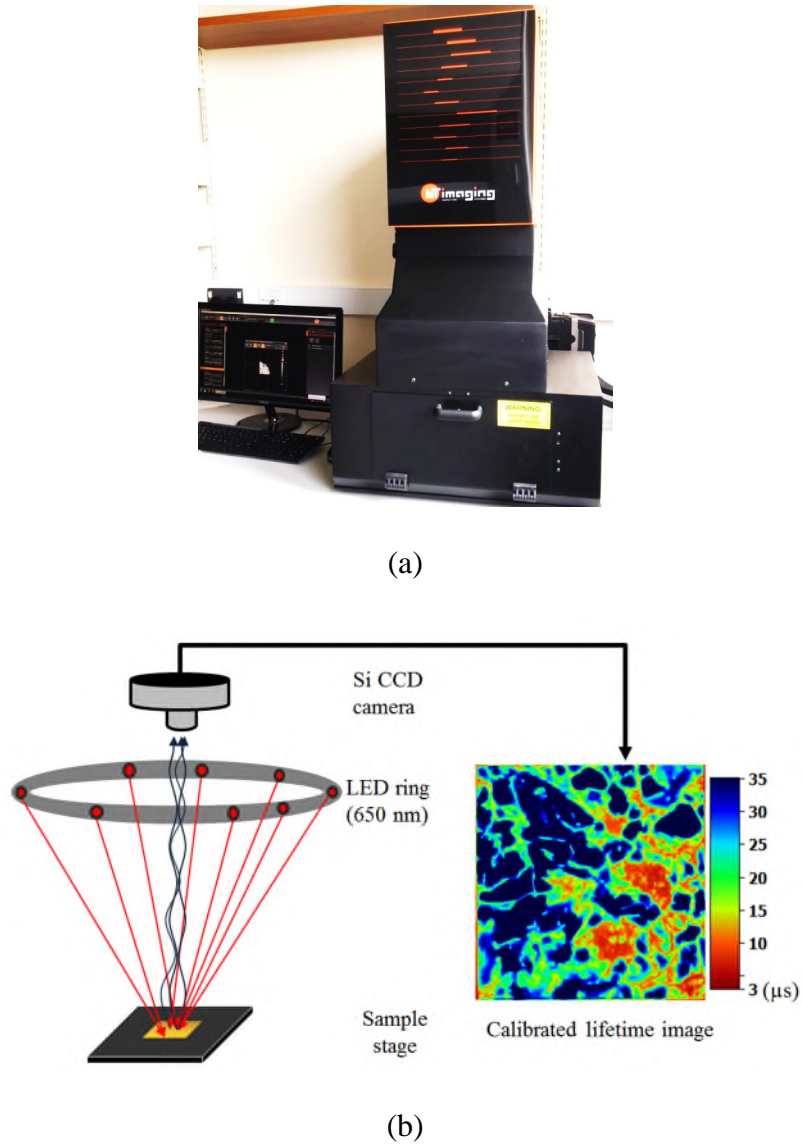 imaging
WARNING
(a)
Si CCD
camera
LED ring
(650 nm)
Sample
stage
35
30
25
20
15
10
3 (µs)
Calibrated lifetime image
(b)